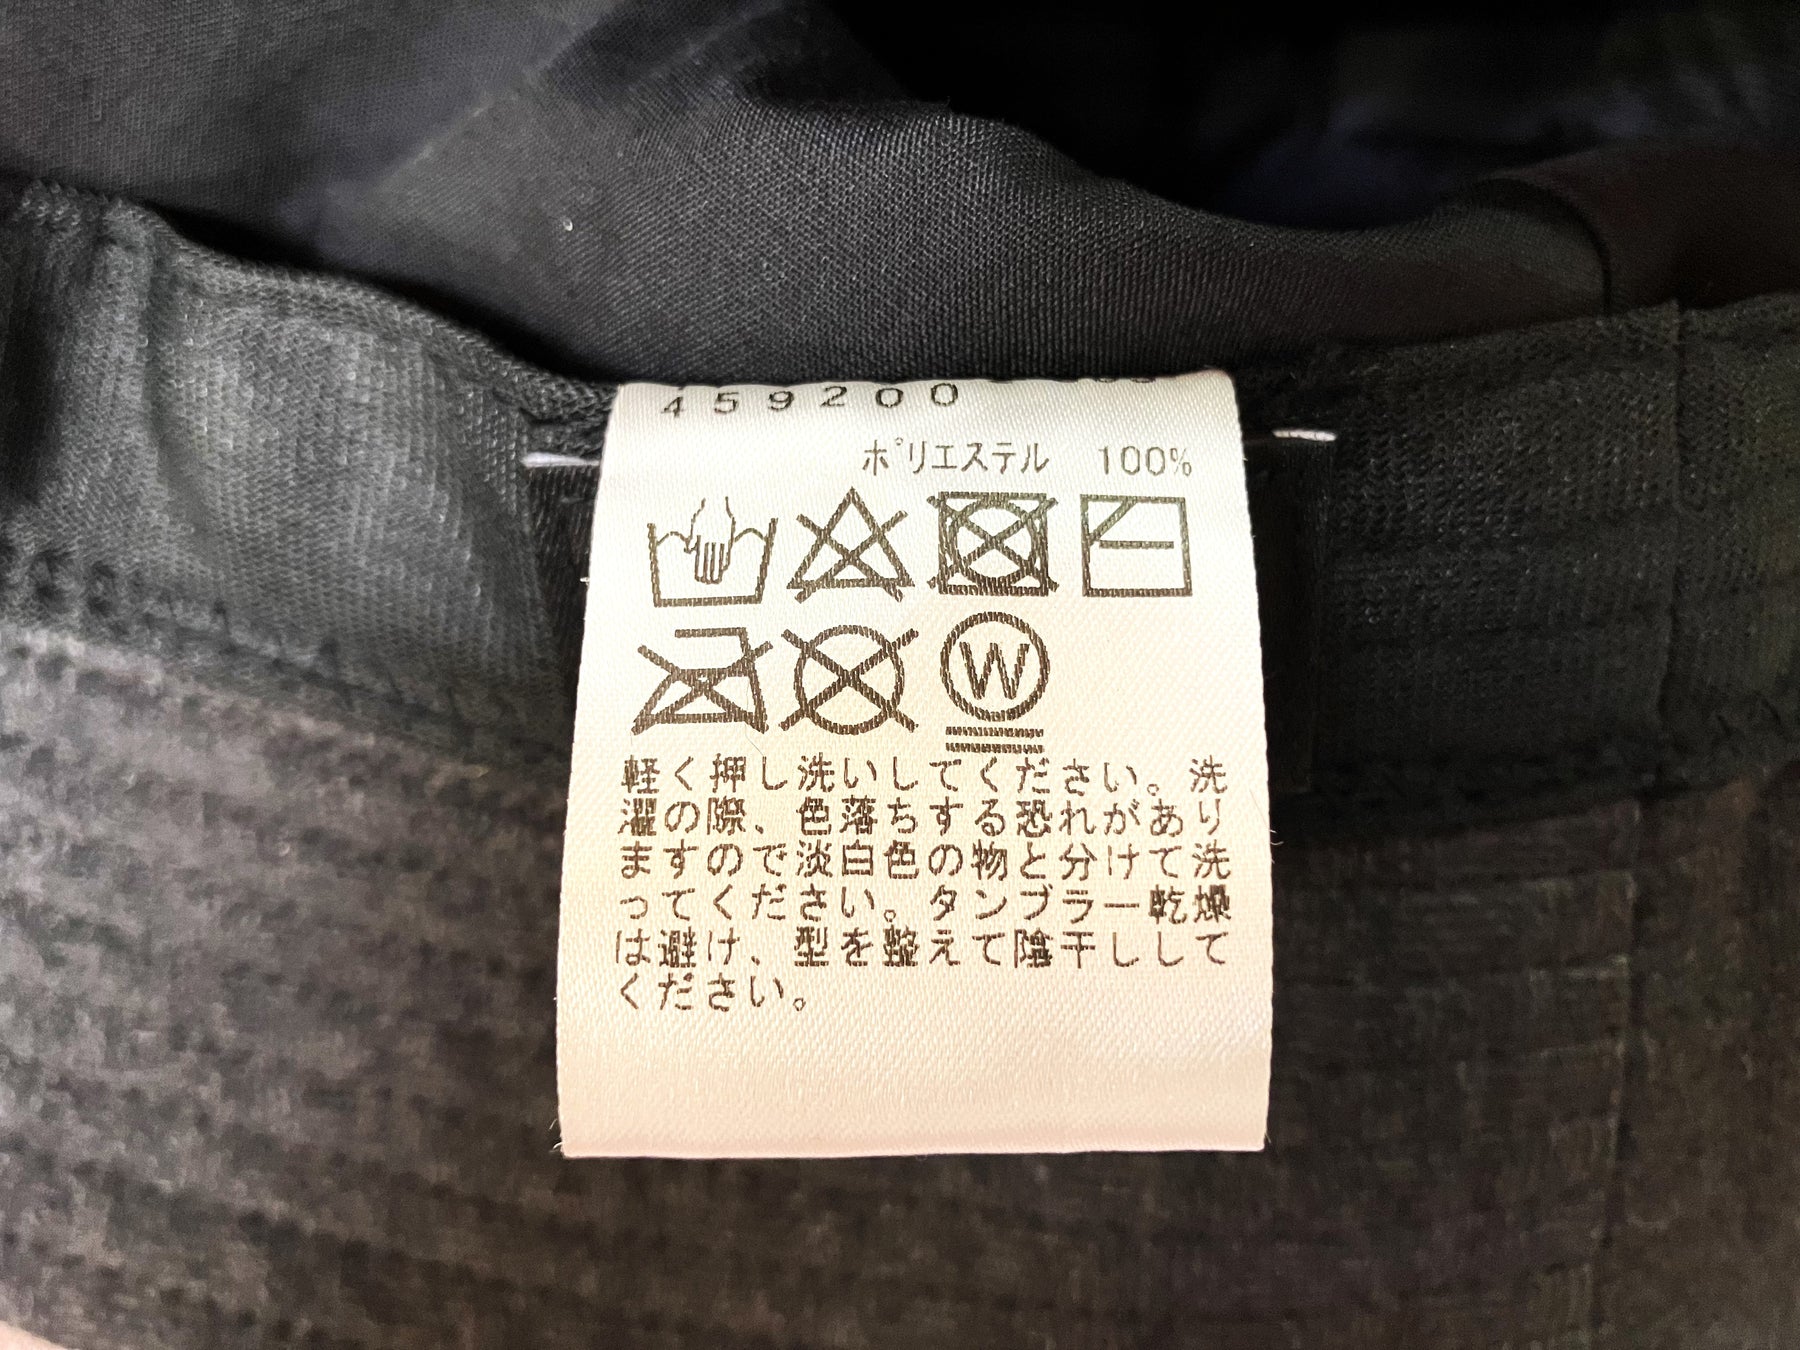 459200
ポリエステル 100%
W
軽く押し洗いしてください。洗
濯の際、色落ちする恐れがあり
ますので淡白色の物と分けて洗
ってください。タンブラー乾燥
は避け、型を整えて陰干しして
ください。